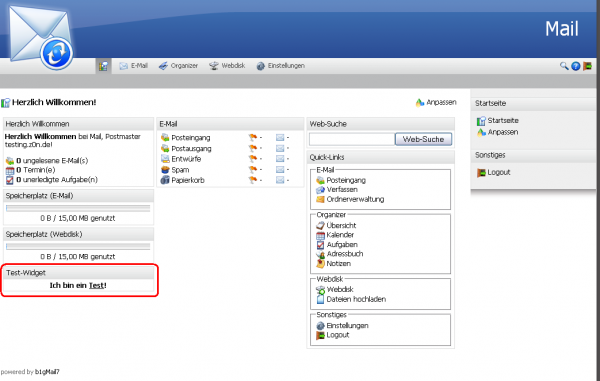 Mail
E-Mail Organizer Webdisk Einstellungen
Herzlich Willkommen!
Anpassen
Herzlich Willkommen
Herzlich Willkommen bei Mail, Postmaster
testing.z0n.de!
0 ungelesene E-Mail(s)
0 Termin(e)
0 unerledigte Aufgabe(n)
Speicherplatz (E-Mail)
0 B / 15,00 MB genutzt
Speicherplatz (Webdisk)
0 B / 15,00 MB genutzt
Test-Widget
Ich bin ein Test!
E-Mail
Posteingang - -
Postausgang - -
Entwürfe - -
Spam - -
Papierkorb - -
Web-Suche
Web-Suche
Quick-Links
E-Mail
Posteingang
Verfassen
Ordnerverwaltung
Organizer
Übersicht
Kalender
Aufgaben
Adressbuch
Notizen
Webdisk
Webdisk
Dateien hochladen
Sonstiges
Einstellungen
Logout
Startseite
Startseite
Anpassen
Sonstiges
Logout
powered by b1gMail7